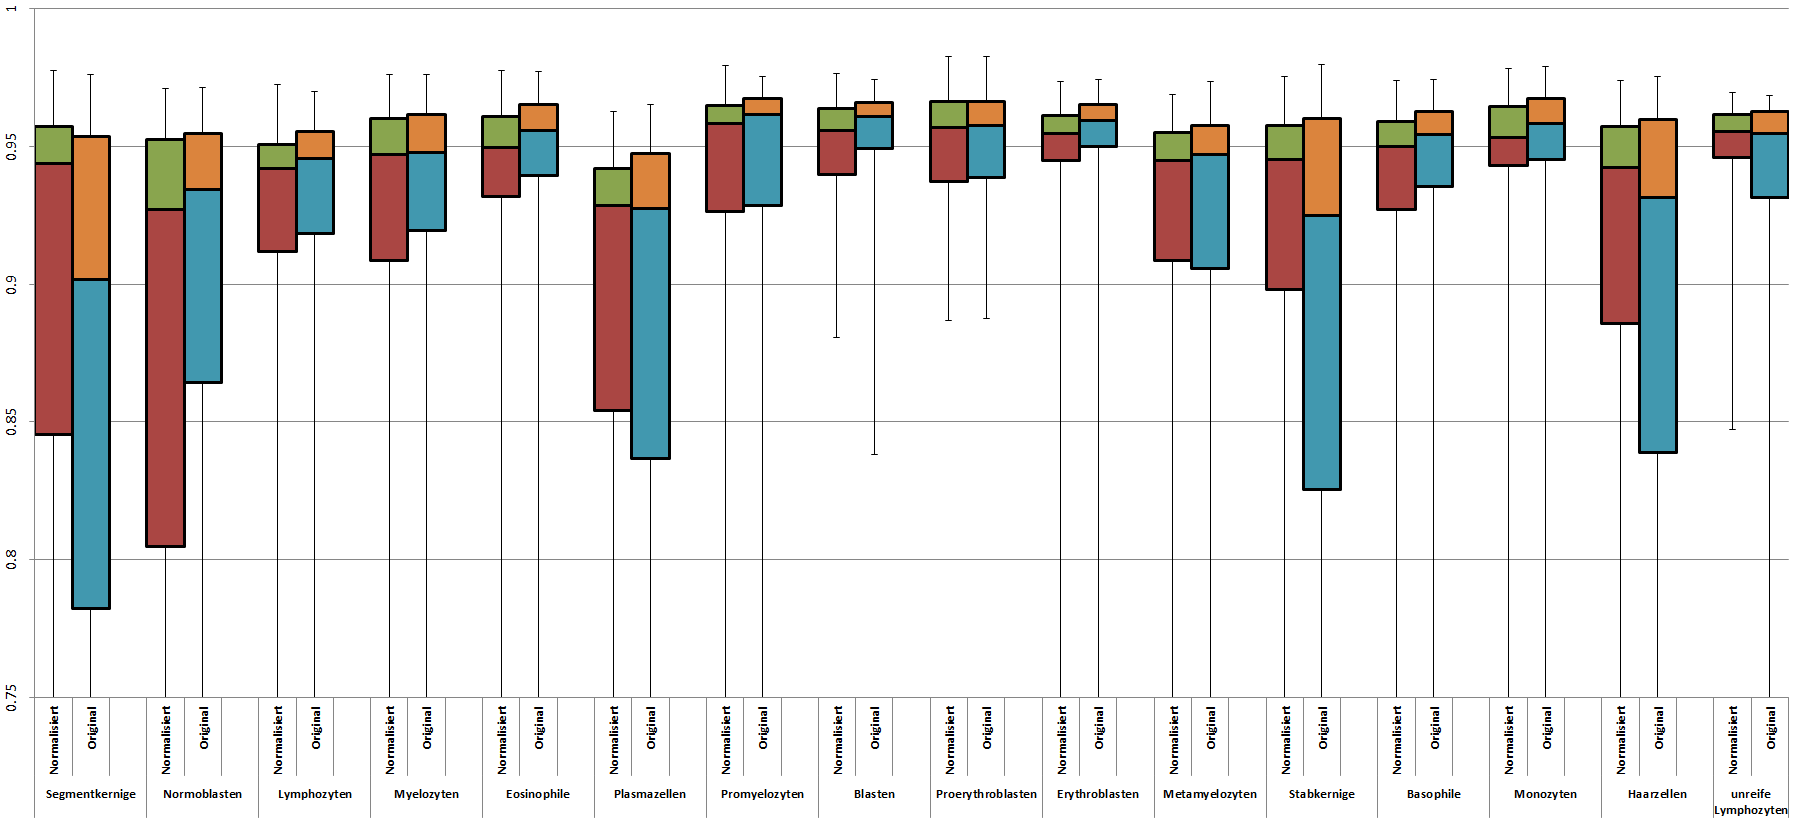 1
0.95
0.9
0.85
0.8
0.75
Normalisiert
Original
Normalisiert
Original
Normalisiert
Original
Normalisiert
Original
Normalisiert
Original
Normalisiert
Original
Normalisiert
Original
Normalisiert
Original
Normalisiert
Original
Normalisiert
Original
Normalisiert
Original
Normalisiert
Original
Normalisiert
Original
Normalisiert
Original
Normalisiert
Original
Normalisiert
Original
Segmentkernige
Normoblasten
Lymphozyten
Myelozyten
Eosinophile
Plasmazellen
Promyelozyten
Blasten
Proerythroblasten
Erythroblasten
Metamyelozyten
Stabkernige
Basophile
Monozyten
Haarzellen
unreife
Lymphozyten